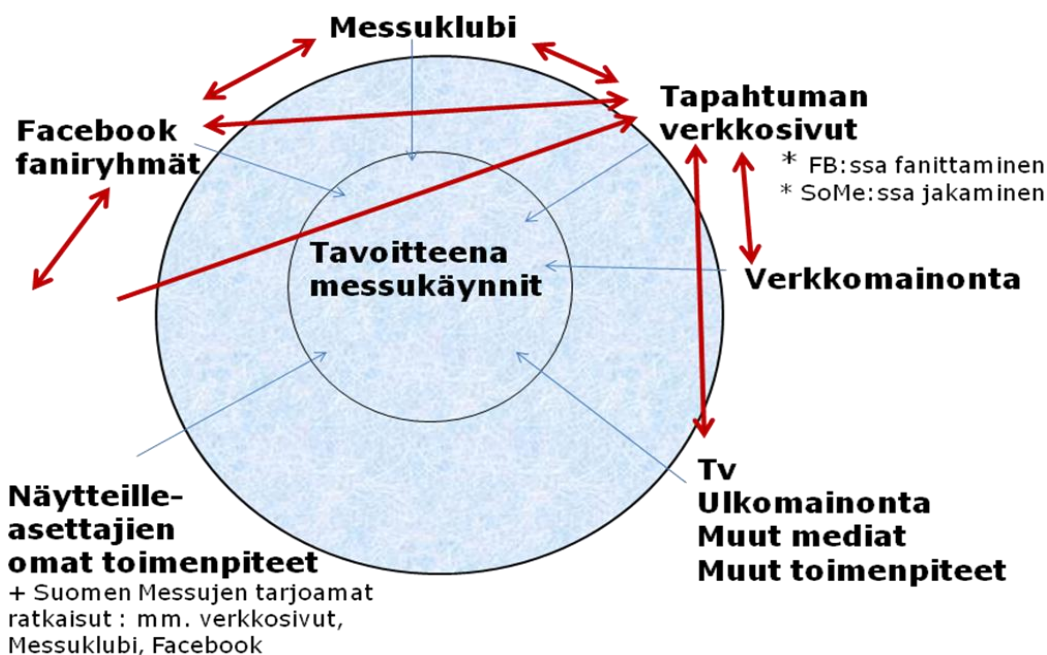 Messuklubi
Facebook
faniryhmät
Tapahtuman
verkkosivut
* FB:ssa fanittaminen
* SoMe:ssa jakaminen
Tavoitteena
messukäynnit
Verkkomainonta
Näytteille-
asettajien
omat toimenpiteet
+ Suomen Messujen tarjoamat
ratkaisut : mm. verkkosivut,
Messuklubi, Facebook
Tv
Ulkomainonta
Muut mediat
Muut toimenpiteet